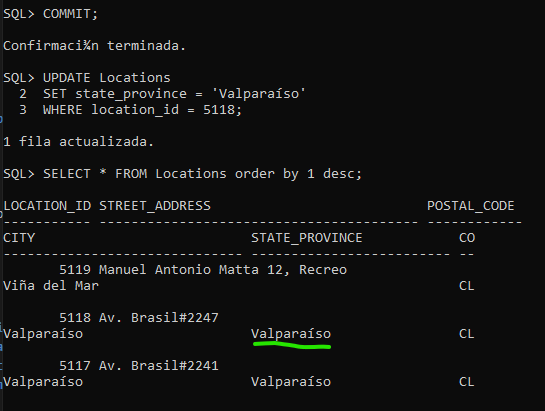 SQL> COMMIT;
Confirmaci¾n terminada.
SQL> UPDATE Locations
2 SET state_province = 'Valparaíso'
3 WHERE location_id = 5118;
1 fila actualizada.
SQL> SELECT * FROM Locations order by 1 desc;
LOCATION_ID STREET_ADDRESS POSTAL_CODE
----------- ---------------------------------------- ------------
CITY STATE_PROVINCE CO
------------------------------ ------------------------- --
5119 Manuel Antonio Matta 12, Recreo
Viña del Mar CL
5118 Av. Brasil#2247
Valparaíso Valparaíso CL
5117 Av. Brasil#2241
Valparaíso Valparaíso CL